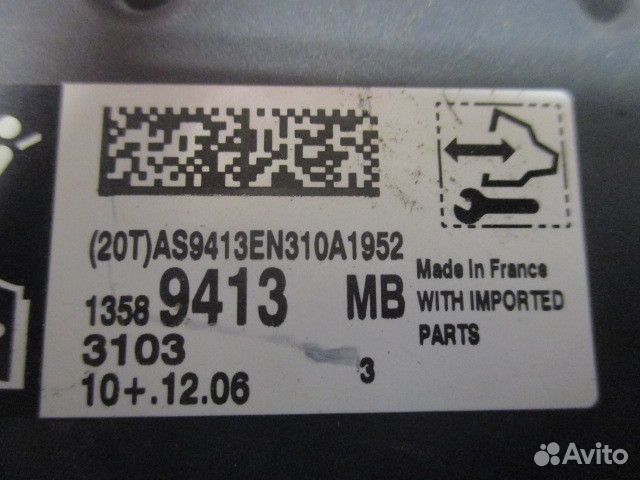 (20T)AS9413EN310A1952
1358 9413 MB
3103
3
10+.12.06
Made In France
WITH IMPORTED
PARTS
Avito